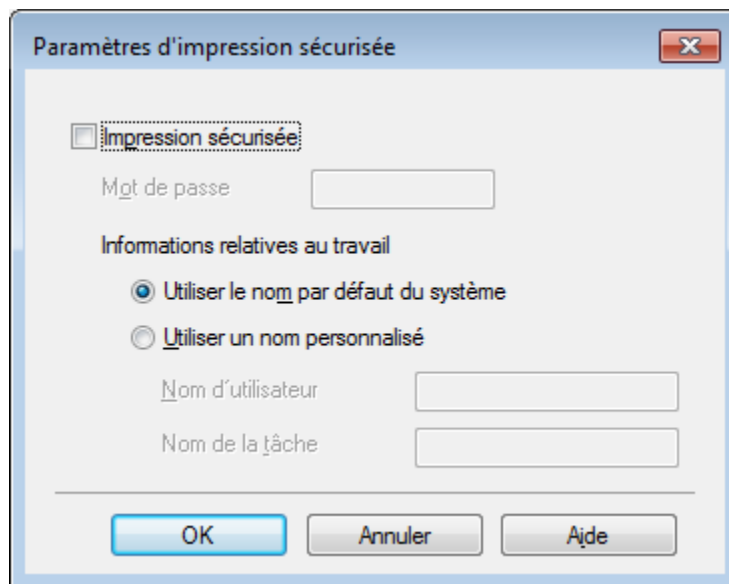 Paramètres d'impression sécurisée
Impression sécurisée
Mot de passe
Informations relatives au travail
Utiliser le nom par défaut du système
Utiliser un nom personnalisé
Nom d'utilisateur
Nom de la tâche
OK Annuler Aide